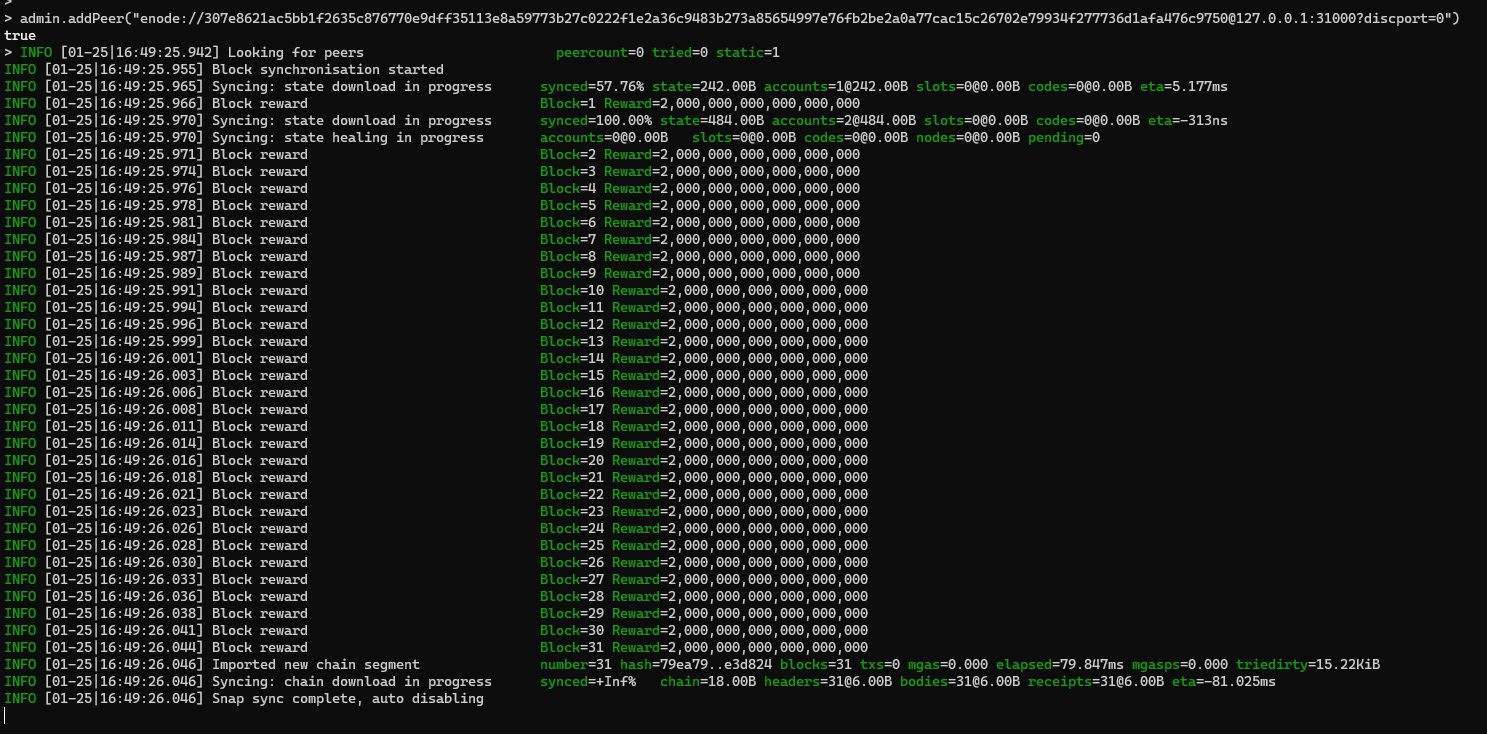 >
> admin.addPeer("enode://307e8621ac5bb1f2635c876770e9dff35113e8a59773b27c0222f1e2a36c9483b273a85654997e76fb2be2a0a77cac15c26702e79934f277736d1afa476c9750@127.0.0.1:31000?discport=0")
true
> INFO [01-25|16:49:25.942] Looking for peers peercount=0 tried=0 static=1
INFO [01-25|16:49:25.955] Block synchronisation started
INFO [01-25|16:49:25.965] Syncing: state download in progress synced=57.76% state=242.00B accounts=1@242.00B slots=0@0.00B codes=0@0.00B eta=5.177ms
INFO [01-25|16:49:25.966] Block reward Block=1 Reward=2,000,000,000,000,000,000
INFO [01-25|16:49:25.970] Syncing: state download in progress synced=100.00% state=484.00B accounts=2@484.00B slots=0@0.00B codes=0@0.00B eta=-313ns
INFO [01-25|16:49:25.970] Syncing: state healing in progress accounts=0@0.00B slots=0@0.00B codes=0@0.00B nodes=0@0.00B pending=0
INFO [01-25|16:49:25.971] Block reward Block=2 Reward=2,000,000,000,000,000,000
INFO [01-25|16:49:25.974] Block reward Block=3 Reward=2,000,000,000,000,000,000
INFO [01-25|16:49:25.976] Block reward Block=4 Reward=2,000,000,000,000,000,000
INFO [01-25|16:49:25.978] Block reward Block=5 Reward=2,000,000,000,000,000,000
INFO [01-25|16:49:25.981] Block reward Block=6 Reward=2,000,000,000,000,000,000
INFO [01-25|16:49:25.984] Block reward Block=7 Reward=2,000,000,000,000,000,000
INFO [01-25|16:49:25.987] Block reward Block=8 Reward=2,000,000,000,000,000,000
INFO [01-25|16:49:25.989] Block reward Block=9 Reward=2,000,000,000,000,000,000
INFO [01-25|16:49:25.991] Block reward Block=10 Reward=2,000,000,000,000,000,000
INFO [01-25|16:49:25.994] Block reward Block=11 Reward=2,000,000,000,000,000,000
INFO [01-25|16:49:25.996] Block reward Block=12 Reward=2,000,000,000,000,000,000
INFO [01-25|16:49:25.999] Block reward Block=13 Reward=2,000,000,000,000,000,000
INFO [01-25|16:49:26.001] Block reward Block=14 Reward=2,000,000,000,000,000,000
INFO [01-25|16:49:26.003] Block reward Block=15 Reward=2,000,000,000,000,000,000
INFO [01-25|16:49:26.006] Block reward Block=16 Reward=2,000,000,000,000,000,000
INFO [01-25|16:49:26.008] Block reward Block=17 Reward=2,000,000,000,000,000,000
INFO [01-25|16:49:26.011] Block reward Block=18 Reward=2,000,000,000,000,000,000
INFO [01-25|16:49:26.014] Block reward Block=19 Reward=2,000,000,000,000,000,000
INFO [01-25|16:49:26.016] Block reward Block=20 Reward=2,000,000,000,000,000,000
INFO [01-25|16:49:26.018] Block reward Block=21 Reward=2,000,000,000,000,000,000
INFO [01-25|16:49:26.021] Block reward Block=22 Reward=2,000,000,000,000,000,000
INFO [01-25|16:49:26.023] Block reward Block=23 Reward=2,000,000,000,000,000,000
INFO [01-25|16:49:26.026] Block reward Block=24 Reward=2,000,000,000,000,000,000
INFO [01-25|16:49:26.028] Block reward Block=25 Reward=2,000,000,000,000,000,000
INFO [01-25|16:49:26.030] Block reward Block=26 Reward=2,000,000,000,000,000,000
INFO [01-25|16:49:26.033] Block reward Block=27 Reward=2,000,000,000,000,000,000
INFO [01-25|16:49:26.036] Block reward Block=28 Reward=2,000,000,000,000,000,000
INFO [01-25|16:49:26.038] Block reward Block=29 Reward=2,000,000,000,000,000,000
INFO [01-25|16:49:26.041] Block reward Block=30 Reward=2,000,000,000,000,000,000
INFO [01-25|16:49:26.044] Block reward Block=31 Reward=2,000,000,000,000,000,000
INFO [01-25|16:49:26.046] Imported new chain segment number=31 hash=79ea79..e3d824 blocks=31 txs=0 mgas=0.000 elapsed=79.847ms mgasps=0.000 triedirty=15.22KiB
INFO [01-25|16:49:26.046] Syncing: chain download in progress synced=+Inf% chain=18.00B headers=31@6.00B bodies=31@6.00B receipts=31@6.00B eta=-81.025ms
INFO [01-25|16:49:26.046] Snap sync complete, auto disabling